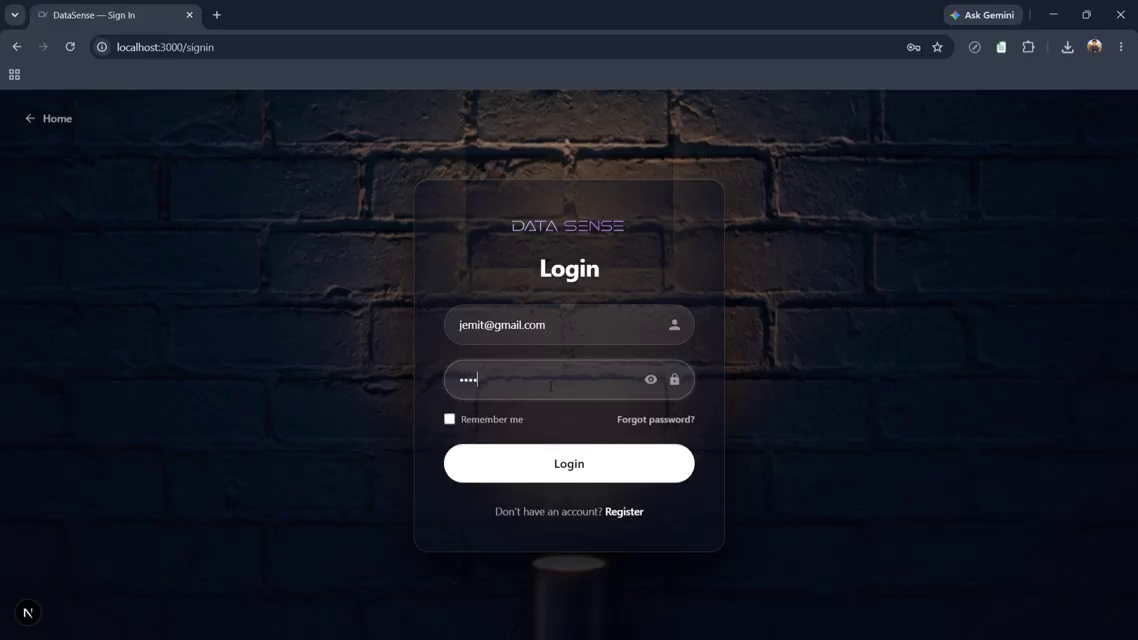 DataSense — Sign In
Ask Gemini
localhost:3000/signin
Home
DATA SENSE
Login
jemit@gmail.com
••••
Remember me
Forgot password?
Login
Don't have an account? Register
N